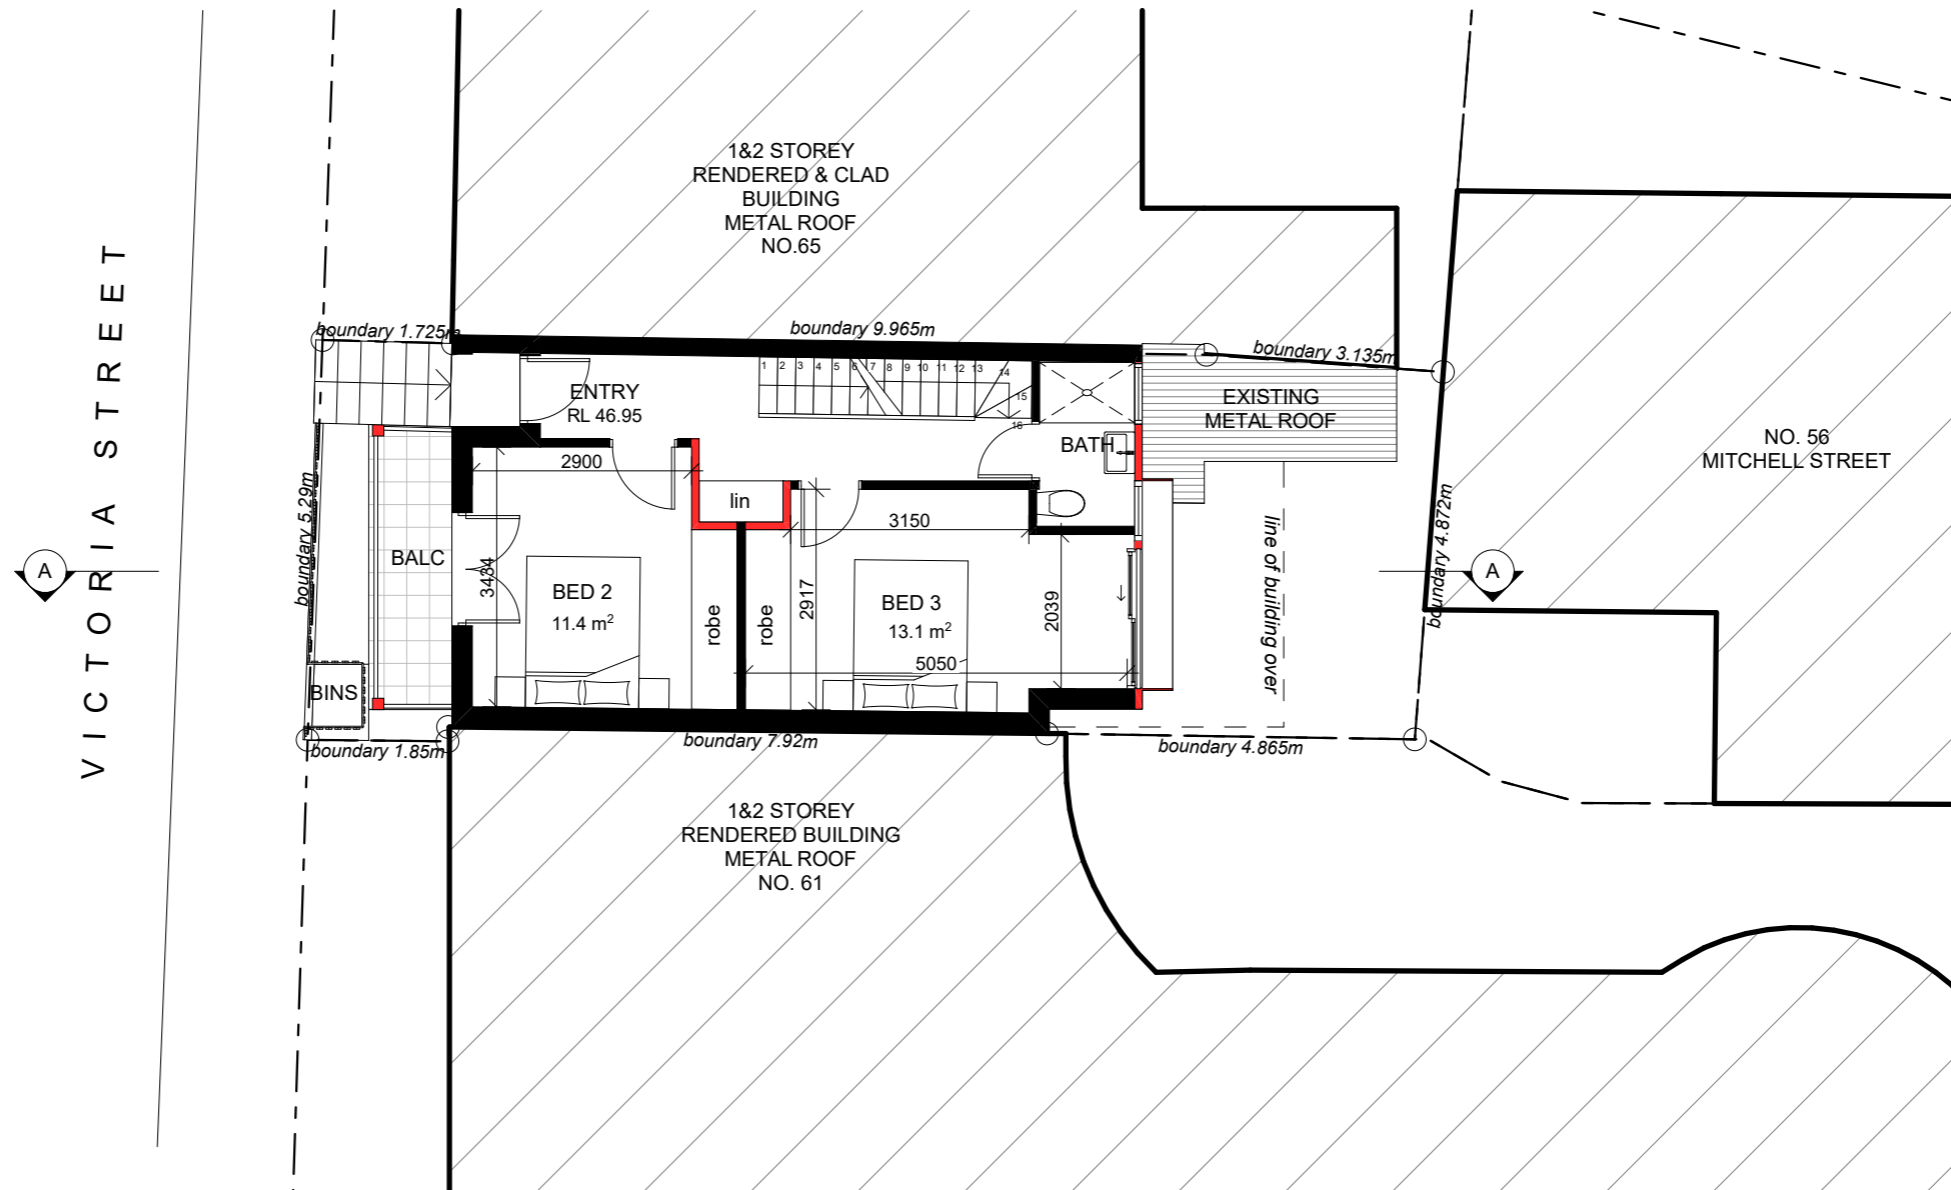 VICTORIA STREET
1&2 STOREY
RENDERED & CLAD
BUILDING
METAL ROOF
NO.65
boundary 1.725m
boundary 9.965m
boundary 3.135m
ENTRY
RL 46.95
1 2 3 4 5 6 7 8 9 10 11 12 13 14
15
16
EXISTING
METAL ROOF
BATH
NO. 56
MITCHELL STREET
2900
lin
3150
boundary 5.29m
BALC
3434
BED 2
11.4 m²
robe
robe
2917
BED 3
13.1 m²
2039
5050
line of building over
boundary 4.872m
A
A
BINS
boundary 1.85m
boundary 7.92m
boundary 4.865m
1&2 STOREY
RENDERED BUILDING
METAL ROOF
NO. 61